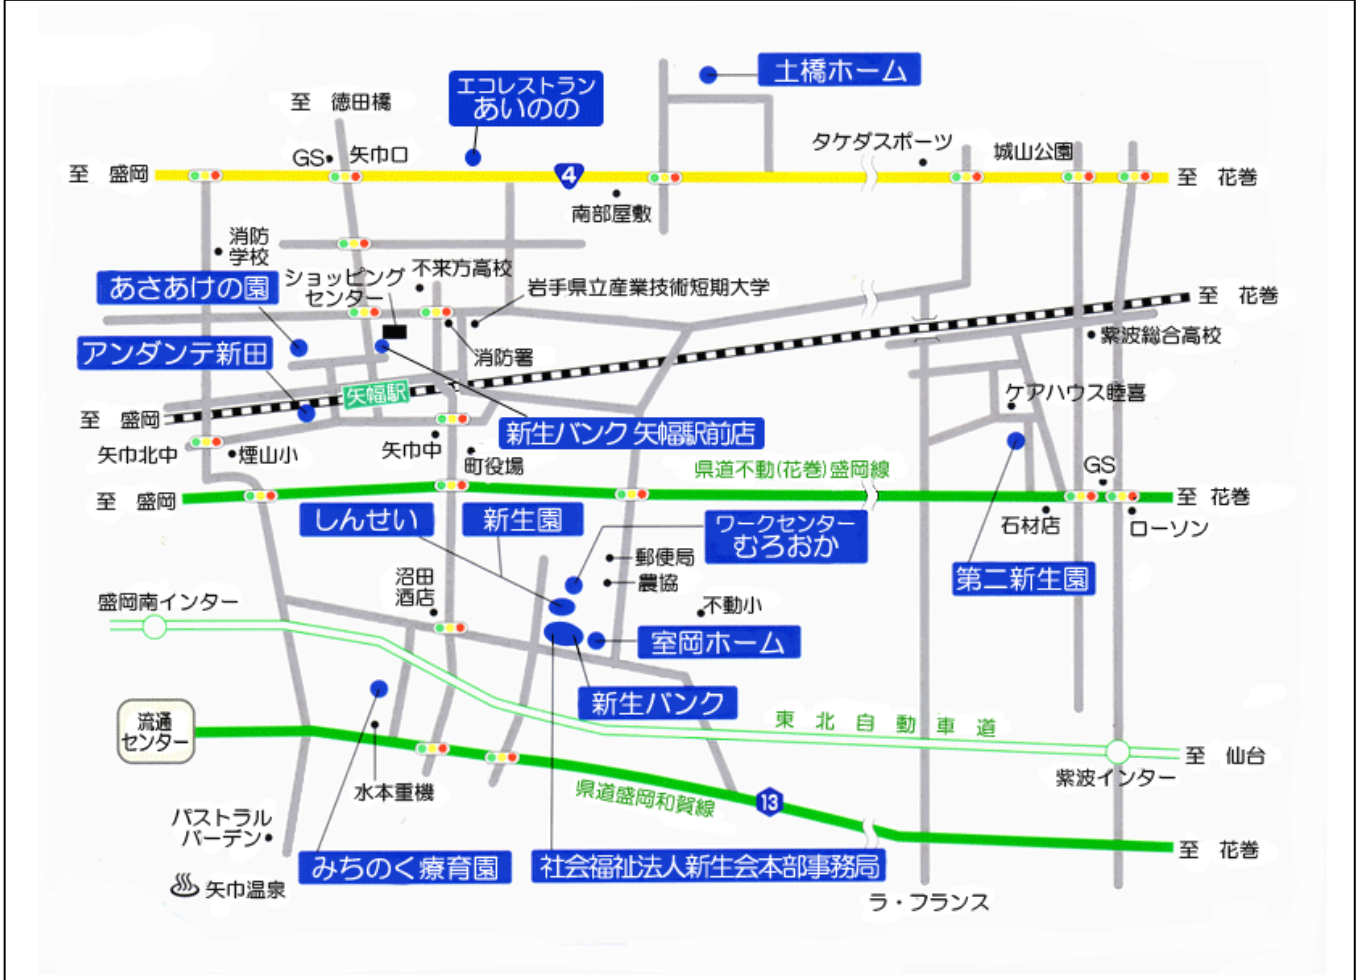 土橋ホーム
エコレストラン
あいのの
至 徳田橋
タケダスポーツ
城山公園
GS
矢巾口
至 盛岡
4
至 花巻
南部屋敷
消防
学校
あさあけの園
ショッピング
センター
不来方高校
岩手県立産業技術短期大学
至 花巻
アンダンテ新田
消防署
紫波総合高校
矢幅駅
ケアハウス睦喜
至 盛岡
新生バンク 矢幅駅前店
矢巾北中
煙山小
矢巾中
町役場
県道不動(花巻)盛岡線
GS
至 盛岡
至 花巻
しんせい
新生園
ワークセンター
むろおか
石材店
ローソン
郵便局
農協
第二新生園
沼田
酒店
盛岡南インター
不動小
室岡ホーム
新生バンク
流通
センター
東北自動車道
至 仙台
紫波インター
水本重機
県道盛岡和賀線
13
パストラル
バーデン
至 花巻
みちのく療育園
社会福祉法人新生会本部事務局
矢巾温泉
ラ・フランス